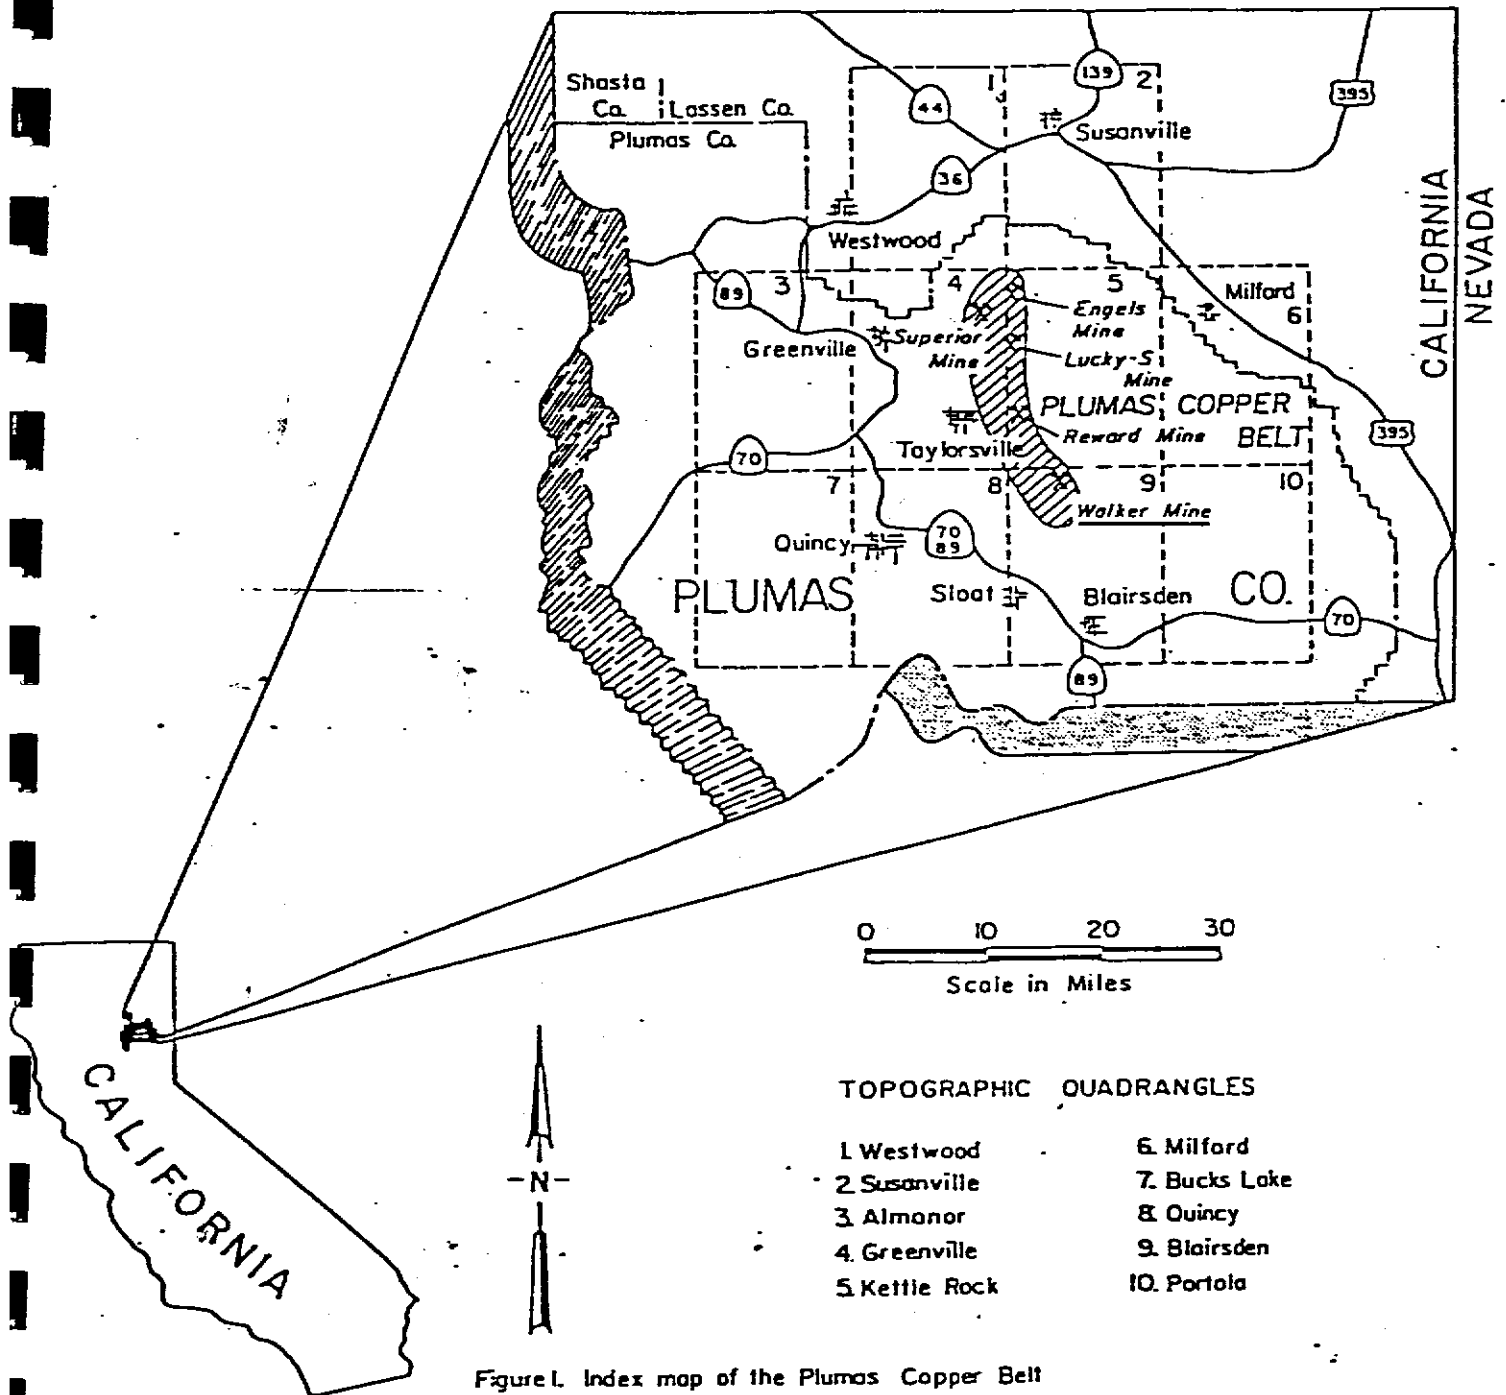 Shasta
Co.
Lassen Co.
Plumas Co.
1
139
2
44
395
Susanville
36
CALIFORNIA
NEVADA
Westwood
3
4
5
89
Milford
6
Engels
Mine
Superior
Mine
Greenville
Lucky-S
Mine
PLUMAS COPPER
BELT
Reward Mine
395
Taylorsville
70
7
8
9
10
Walker Mine
Quincy
70
89
PLUMAS
CO.
Sloat
Blairsden
70
89
0 10 20 30
Scale in Miles
CALIFORNIA
-N-
TOPOGRAPHIC QUADRANGLES
1. Westwood
2. Susanville
3. Almanor
4. Greenville
5. Kettle Rock
6. Milford
7. Bucks Lake
8. Quincy
9. Blairsden
10. Portola
Figure 1. Index map of the Plumas Copper Belt